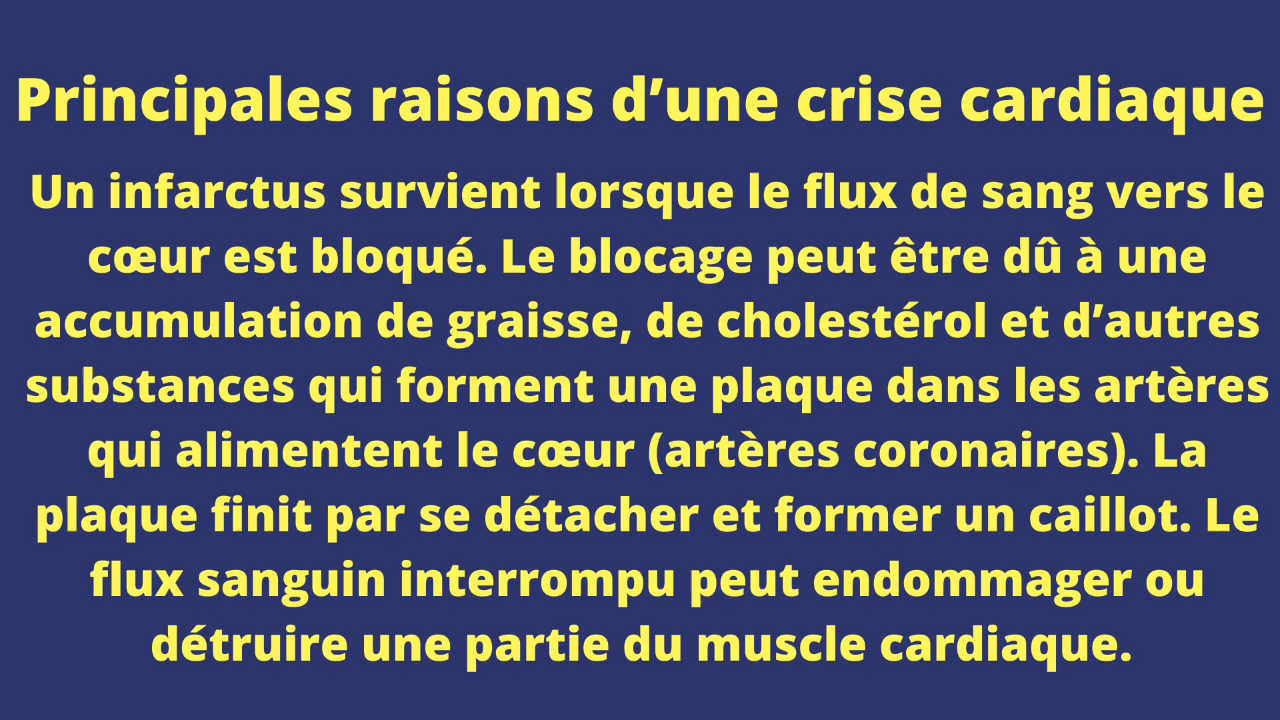 Principales raisons d’une crise cardiaque
Un infarctus survient lorsque le flux de sang vers le
cœur est bloqué. Le blocage peut être dû à une
accumulation de graisse, de cholestérol et d’autres
substances qui forment une plaque dans les artères
qui alimentent le cœur (artères coronaires). La
plaque finit par se détacher et former un caillot. Le
flux sanguin interrompu peut endommager ou
détruire une partie du muscle cardiaque.